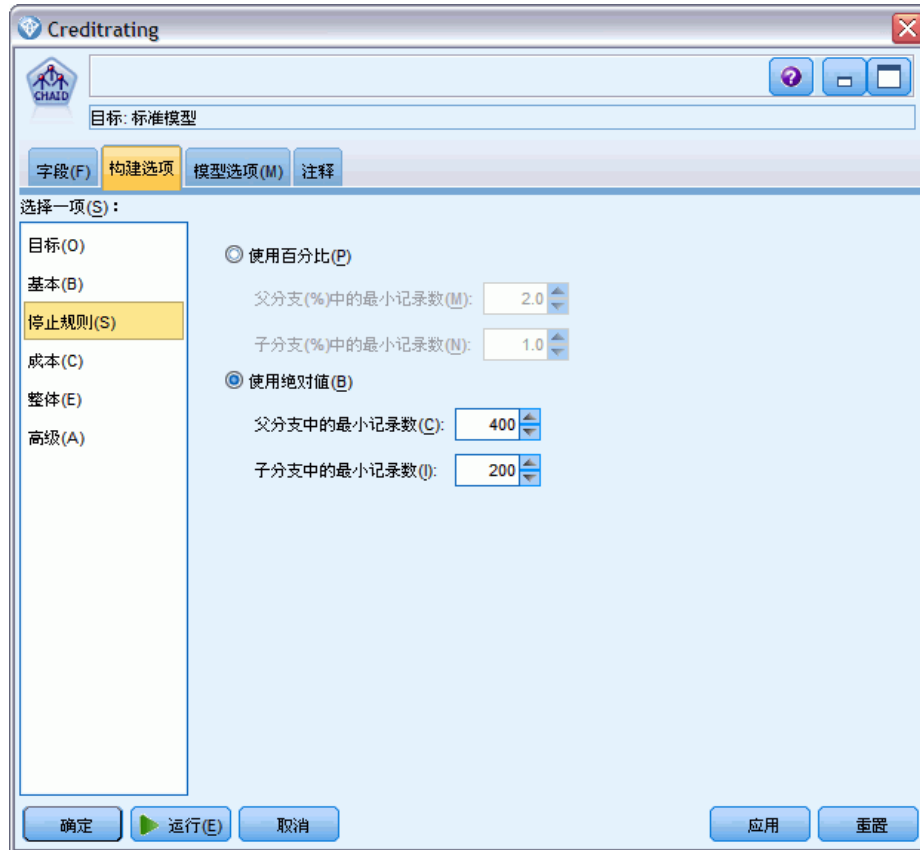 Creditrating
CHAID
目标: 标准模型
字段(F) 构建选项 模型选项(M) 注释
选择一项(S)：
目标(O)
基本(B)
停止规则(S)
成本(C)
整体(E)
高级(A)
使用百分比(P)
父分支(%)中的最小记录数(M): 2.0
子分支(%)中的最小记录数(N): 1.0
使用绝对值(B)
父分支中的最小记录数(C): 400
子分支中的最小记录数(I): 200
确定 运行(E) 取消 应用 重置